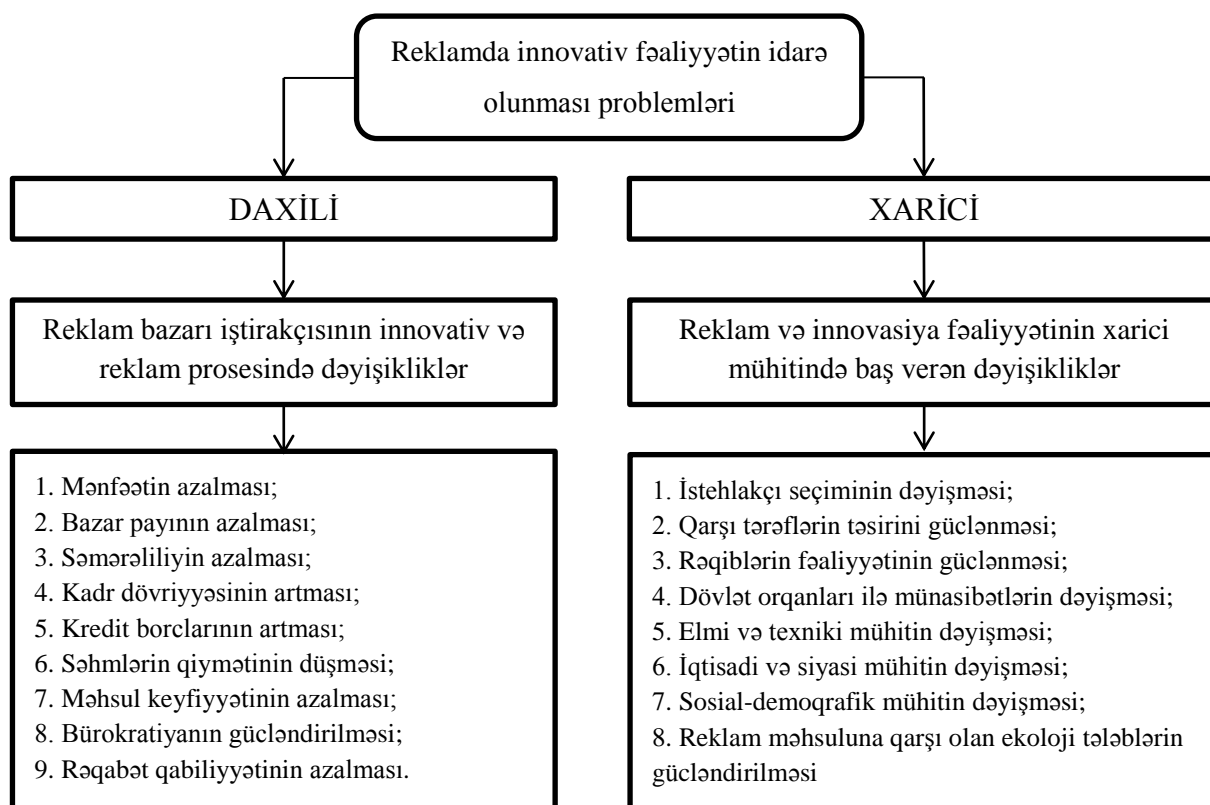 Reklamda innovativ fəaliyyətin idarə
olunması problemləri
DAXİLİ
XARİCİ
Reklam bazarı iştirakçısının innovativ və
reklam prosesində dəyişikliklər
Reklam və innovasiya fəaliyyətinin xarici
mühitində baş verən dəyişikliklər
1. Mənfəətin azalması;
2. Bazar payının azalması;
3. Səmərəliliyin azalması;
4. Kadr dövriyyəsinin artması;
5. Kredit borclarının artması;
6. Səhmlərin qiymətinin düşməsi;
7. Məhsul keyfiyyətinin azalması;
8. Bürokratiyanın gücləndirilməsi;
9. Rəqabət qabiliyyətinin azalması.
1. İstehlakçı seçiminin dəyişməsi;
2. Qarşı tərəflərin təsirini güclənməsi;
3. Rəqiblərin fəaliyyətinin güclənməsi;
4. Dövlət orqanları ilə münasibətlərin dəyişməsi;
5. Elmi və texniki mühitin dəyişməsi;
6. İqtisadi və siyasi mühitin dəyişməsi;
7. Sosial-demoqrafik mühitin dəyişməsi;
8. Reklam məhsuluna qarşı olan ekoloji tələblərin
gücləndirilməsi